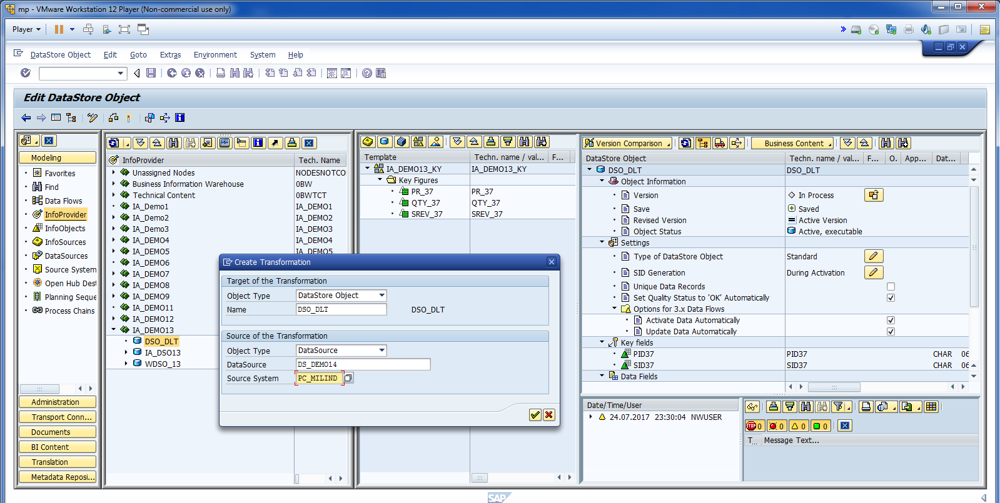 mp - VMware Workstation 12 Player (Non-commercial use only)
Player
DataStore Object Edit Goto Extras Environment System Help
Edit DataStore Object
Modeling
Favorites
Find
Data Flows
InfoProvider
InfoObjects
InfoSources
DataSources
Source System
Open Hub Dest
Planning Seque
Process Chains
Administration
Transport Conn...
Documents
BI Content
Translation
Metadata Reposi...
InfoProvider Tech. Name
Unassigned Nodes NODESNOTCO
Business Information Warehouse 0BW
Technical Content 0BWTCT
IA_Demo1 IA_DEMO1
IA_Demo2 IA_DEMO2
IA_Demo3 IA_DEMO3
IA_DEMO4 IA_DEMO4
IA_DEMO5 IA_DEMO5
IA_DEMO6
IA_DEMO7
IA_DEMO8
IA_DEMO9
IA_DEMO11
IA_DEMO12
IA_DEMO13
DSO_DLT
IA_DSO13
WDSO_13
Template Techn. name / val... F...
IA_DEMO13_KY IA_DEMO13_KY
Key Figures
PR_37 PR_37
QTY_37 QTY_37
SREV_37 SREV_37
Create Transformation
Target of the Transformation
Object Type DataStore Object
Name DSO_DLT DSO_DLT
Source of the Transformation
Object Type DataSource
DataSource DS_DEMO14
Source System PC_MILIND
Version Comparison Business Content
DataStore Object Techn. name / val... F... O. App... Dat...
DSO_DLT DSO_DLT
Object Information
Version In Process
Save Saved
Revised Version Active Version
Object Status Active, executable
Settings
Type of DataStore Object Standard
SID Generation During Activation
Unique Data Records
Set Quality Status to 'OK' Automatically
Options for 3.x Data Flows
Activate Data Automatically
Update Data Automatically
Key fields
PID37 PID37 CHAR 06
SID37 SID37 CHAR 06
Data Fields
Date/Time/User
24.07.2017 23:30:04 NWUSER
STOP 0 0 0 0
T... Message Text...
SAP